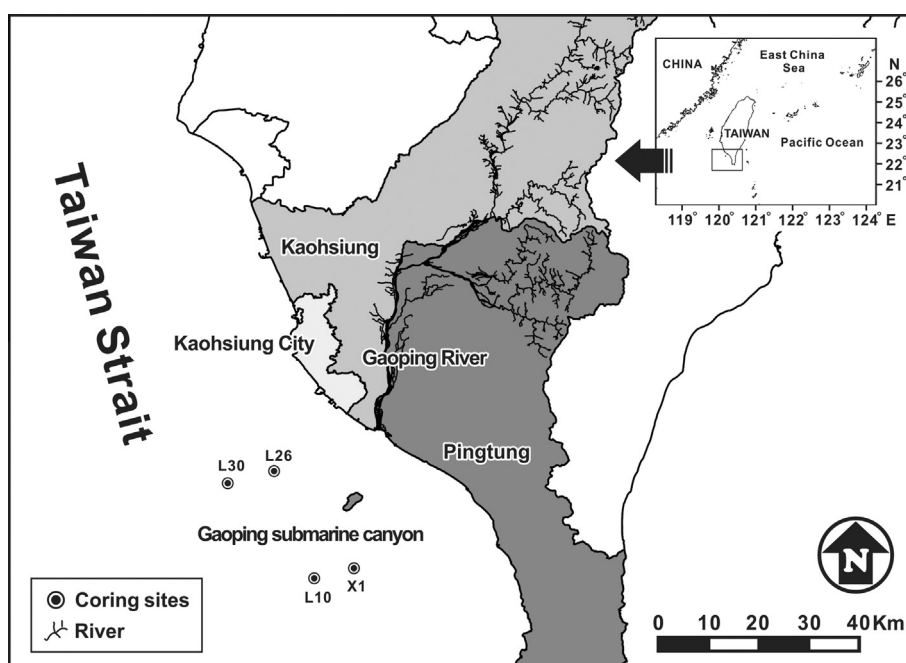 CHINA
East China
Sea
TAIWAN
Pacific Ocean
N
26°
25°
24°
23°
22°
21°
119° 120° 121° 122° 123° 124° E
Taiwan Strait
Kaohsiung
Kaohsiung City
Gaoping River
Pingtung
L30
L26
Gaoping submarine canyon
L10
X1
Coring sites
River
N
0 10 20 30 40 Km